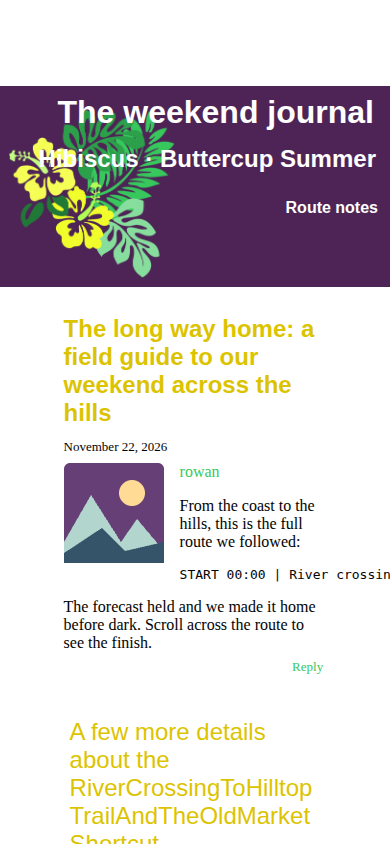 The weekend journal
Hibiscus · Buttercup Summer
Route notes
The long way home: a
field guide to our
weekend across the
hills
November 22, 2026
rowan
From the coast to the
hills, this is the full
route we followed:
START 00:00 | River
The forecast held and we made it home
before dark. Scroll across the route to
see the finish.
Reply
A few more details
about the
RiverCrossingToHilltop
TrailAndTheOldMarket
Shortcut